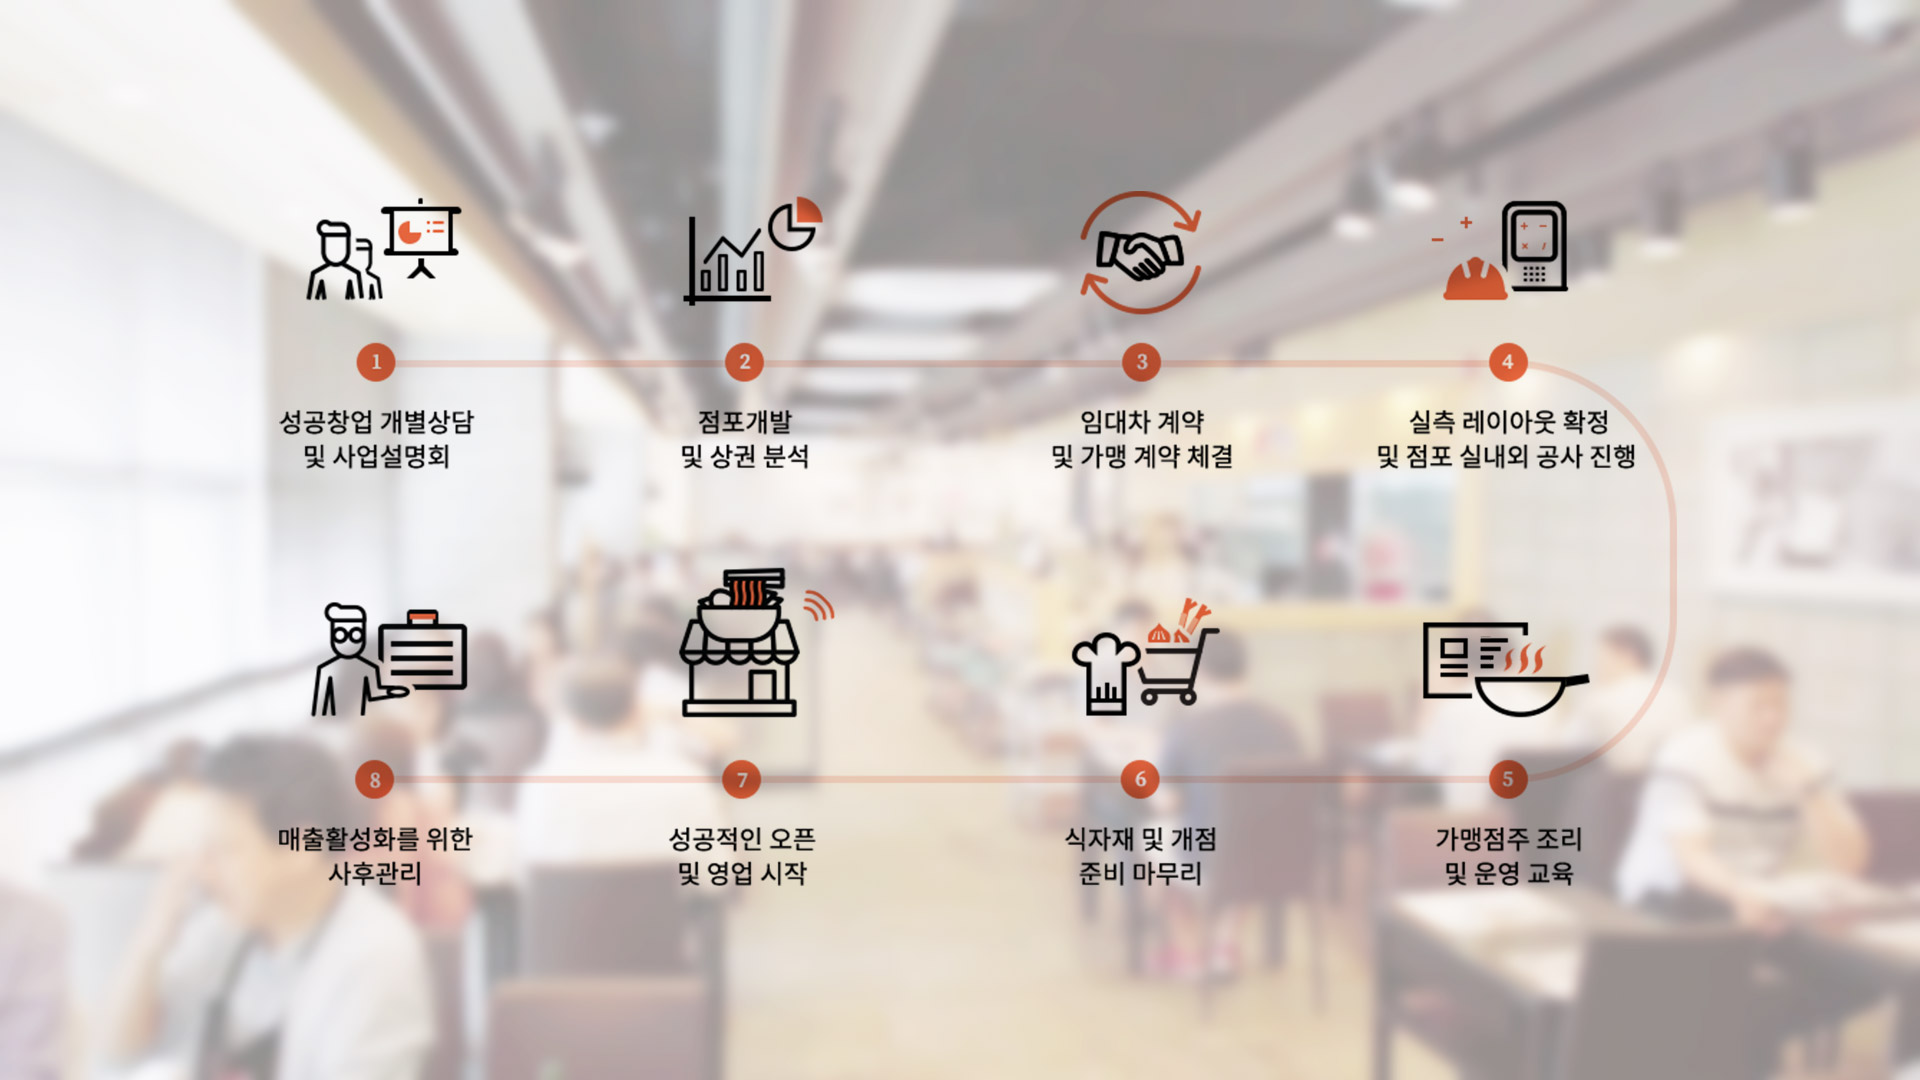 1
성공창업 개별상담
및 사업설명회
2
점포개발
및 상권 분석
3
임대차 계약
및 가맹 계약 체결
4
실측 레이아웃 확정
및 점포 실내외 공사 진행
5
가맹점주 조리
및 운영 교육
6
식자재 및 개점
준비 마무리
7
성공적인 오픈
및 영업 시작
8
매출활성화를 위한
사후관리